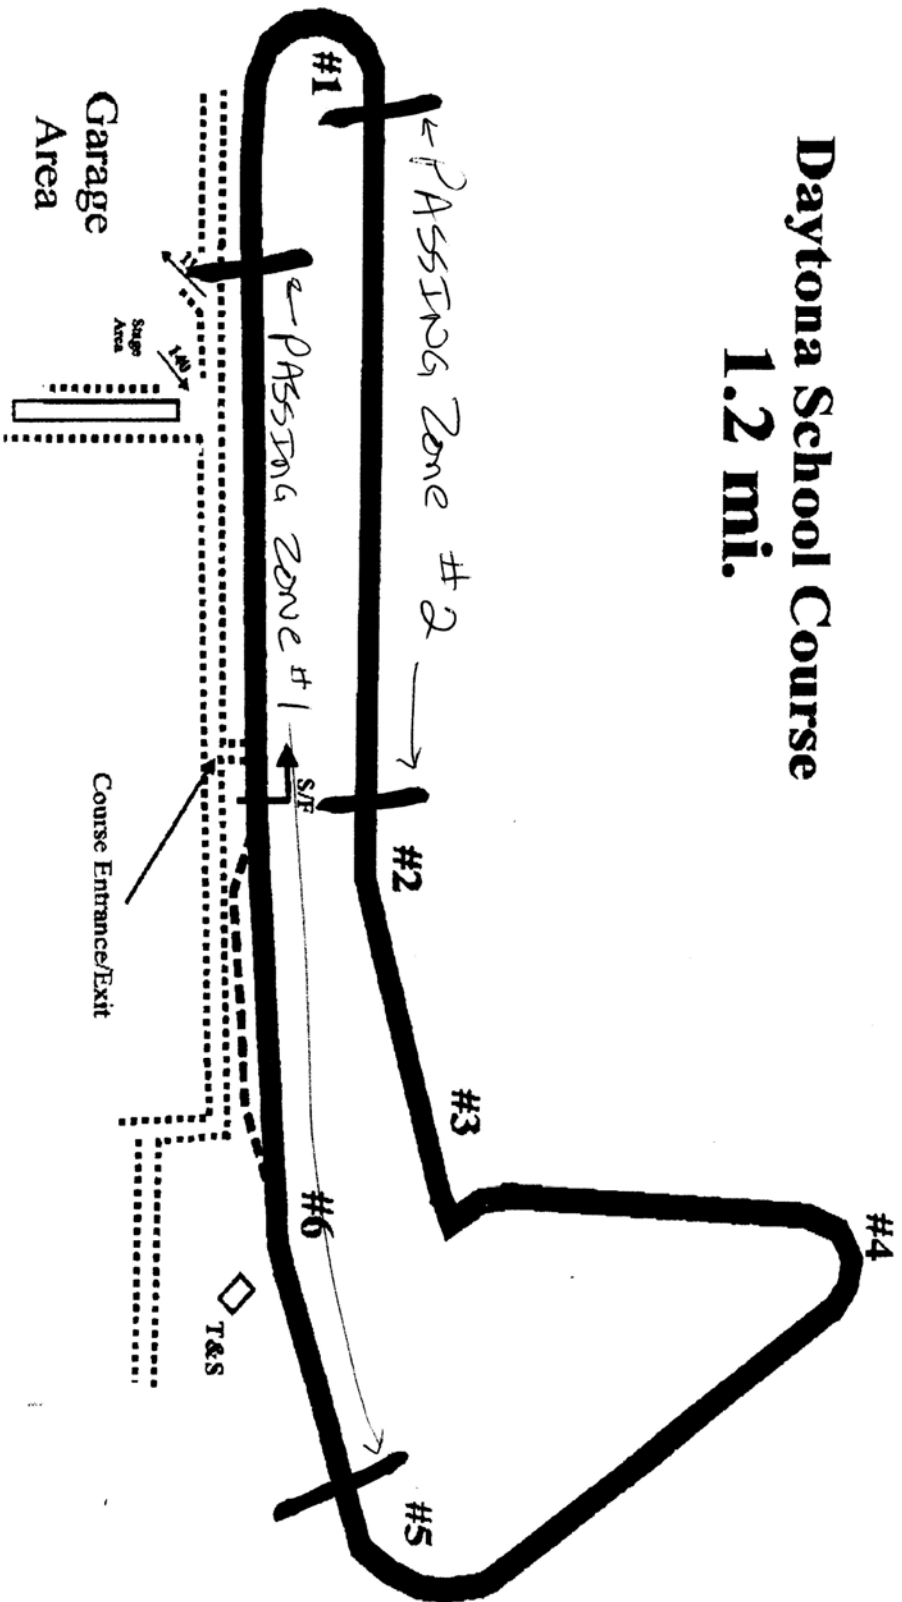 Daytona School Course
1.2 mi.
#4
#3
#2
#5
← PASSING Zone #2 →
#1
← PASSING ZONE #1
S/F
#6
T&S
Course Entrance/Exit
140
Stage
Area
Garage
Area